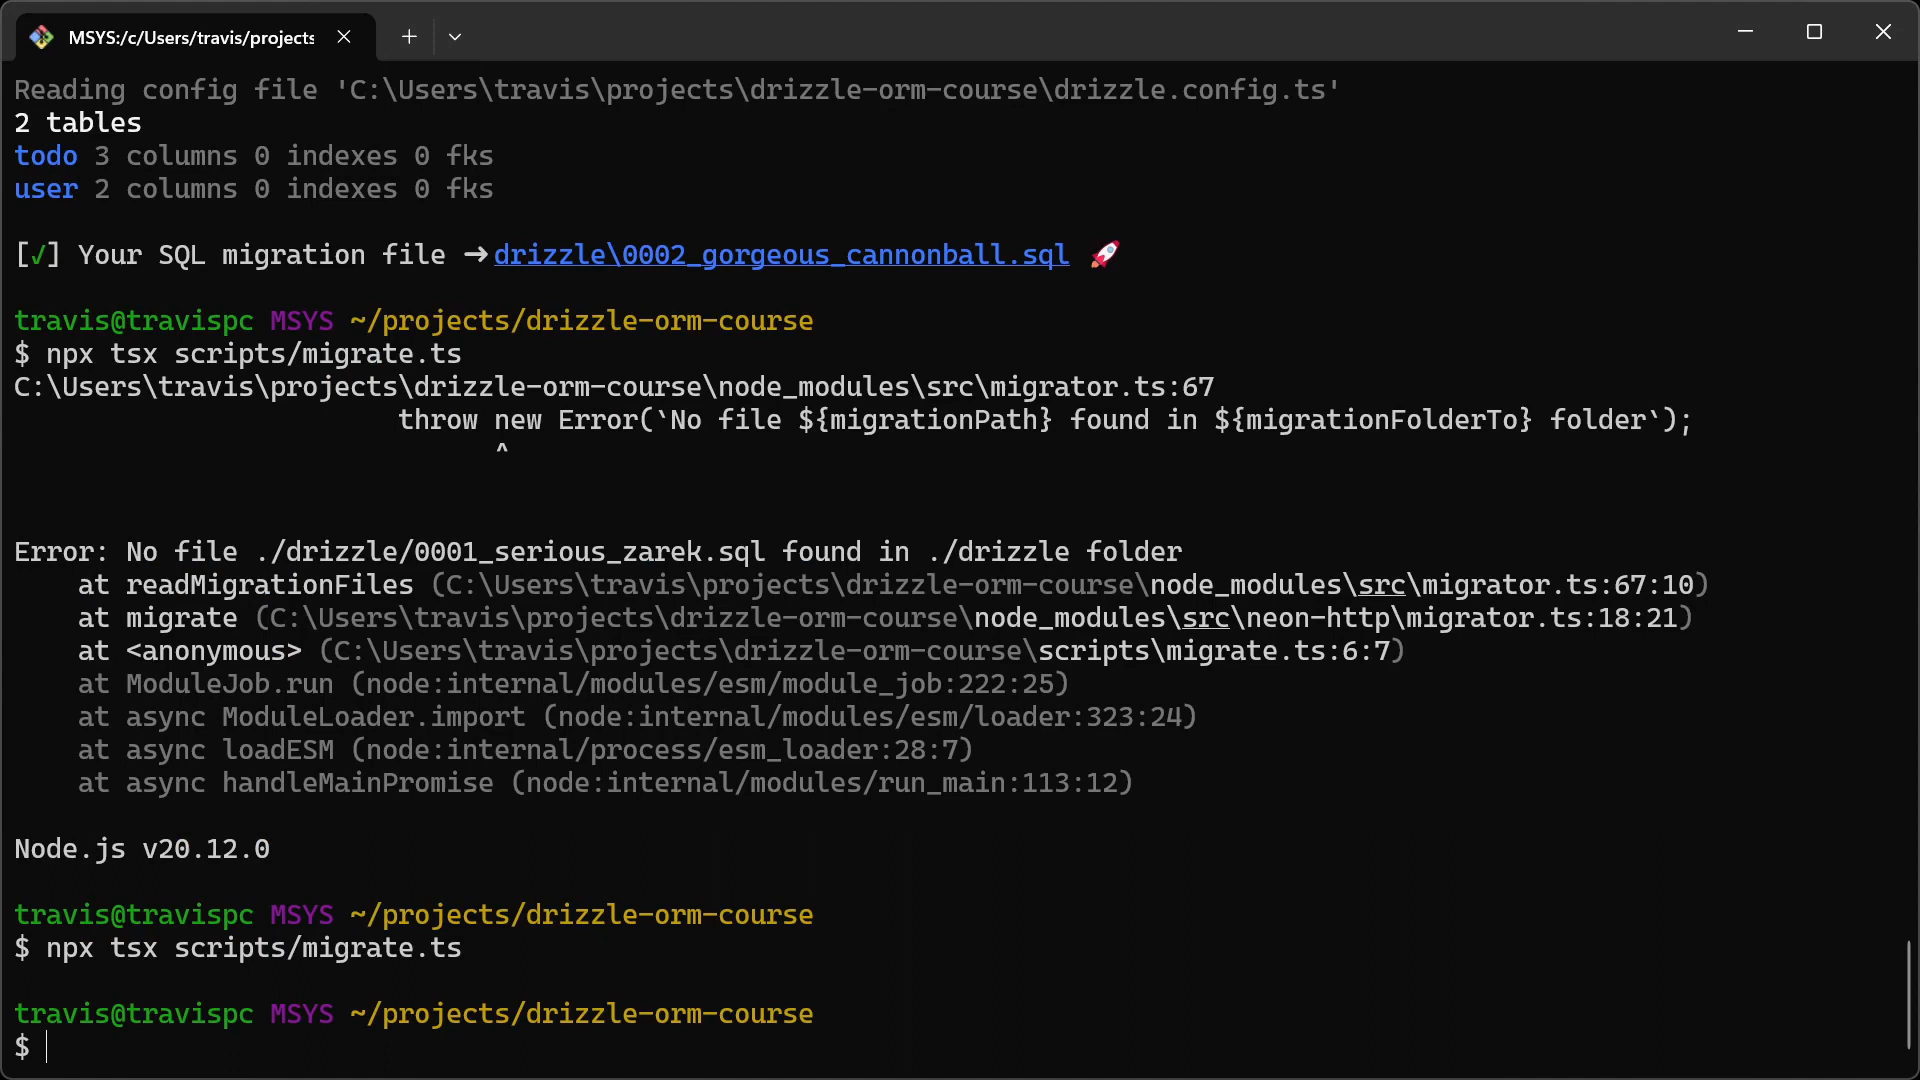 MSYS:/c/Users/travis/projects
Reading config file 'C:\Users\travis\projects\drizzle-orm-course\drizzle.config.ts'
2 tables
todo 3 columns 0 indexes 0 fks
user 2 columns 0 indexes 0 fks
[✓] Your SQL migration file ➜ drizzle\0002_gorgeous_cannonball.sql 🚀
travis@travispc MSYS ~/projects/drizzle-orm-course
$ npx tsx scripts/migrate.ts
C:\Users\travis\projects\drizzle-orm-course\node_modules\src\migrator.ts:67
throw new Error(`No file ${migrationPath} found in ${migrationFolderTo} folder`);
^
Error: No file ./drizzle/0001_serious_zarek.sql found in ./drizzle folder
at readMigrationFiles (C:\Users\travis\projects\drizzle-orm-course\node_modules\src\migrator.ts:67:10)
at migrate (C:\Users\travis\projects\drizzle-orm-course\node_modules\src\neon-http\migrator.ts:18:21)
at <anonymous> (C:\Users\travis\projects\drizzle-orm-course\scripts\migrate.ts:6:7)
at ModuleJob.run (node:internal/modules/esm/module_job:222:25)
at async ModuleLoader.import (node:internal/modules/esm/loader:323:24)
at async loadESM (node:internal/process/esm_loader:28:7)
at async handleMainPromise (node:internal/modules/run_main:113:12)
Node.js v20.12.0
travis@travispc MSYS ~/projects/drizzle-orm-course
$ npx tsx scripts/migrate.ts
travis@travispc MSYS ~/projects/drizzle-orm-course
$